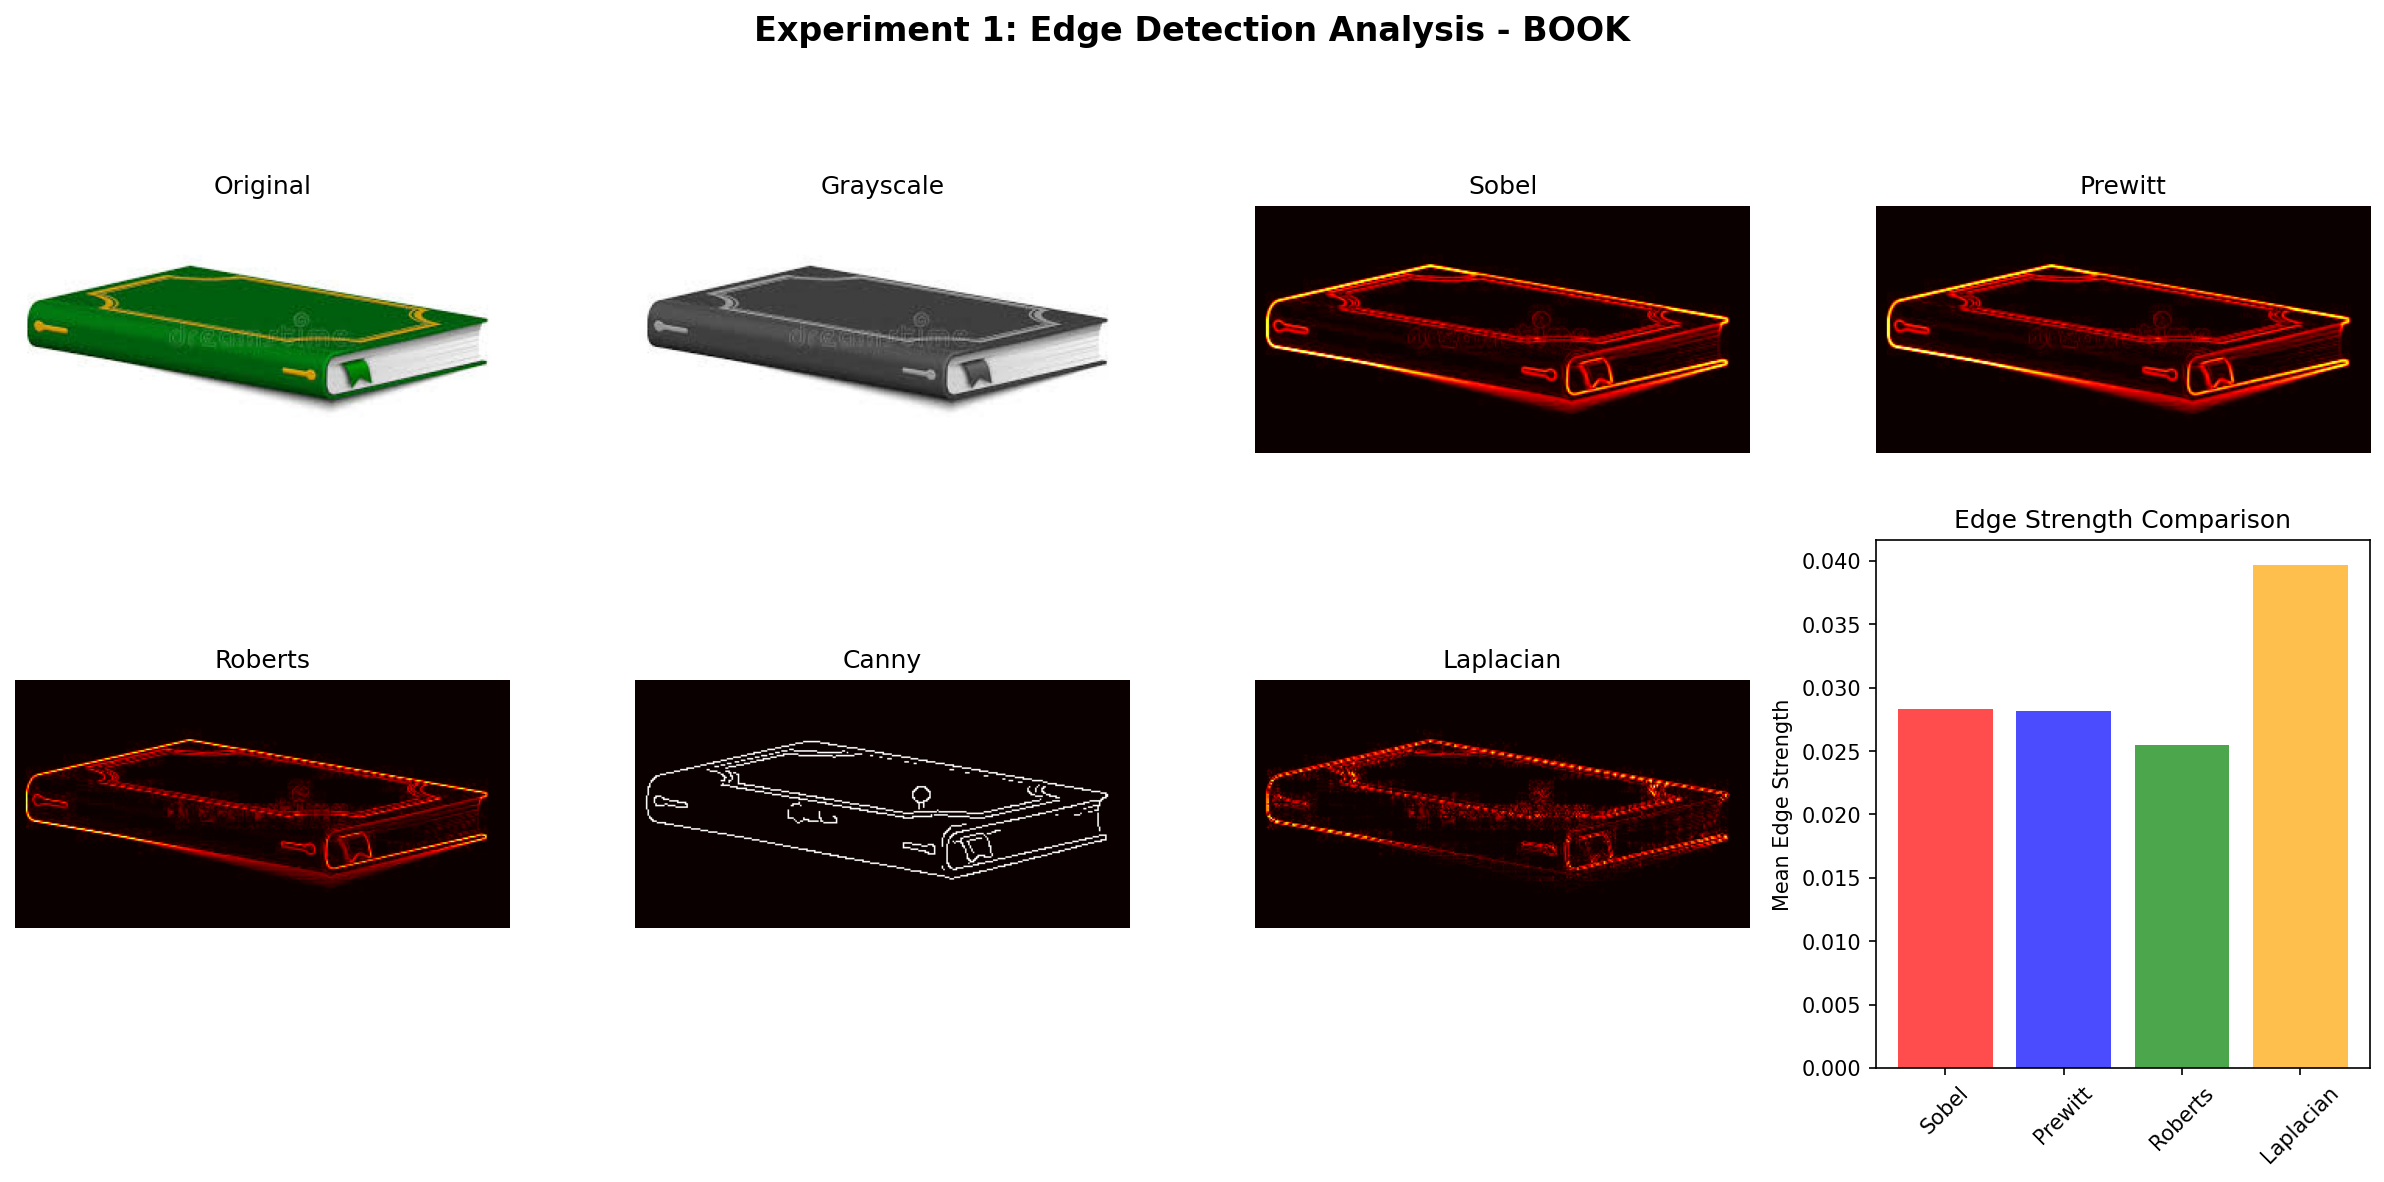 Experiment 1: Edge Detection Analysis - BOOK
Original
Grayscale
Sobel
Prewitt
dreamstime
dreamstime
Edge Strength Comparison
Roberts
Canny
Laplacian
Mean Edge Strength
0.040
0.035
0.030
0.025
0.020
0.015
0.010
0.005
0.000
Sobel
Prewitt
Roberts
Laplacian